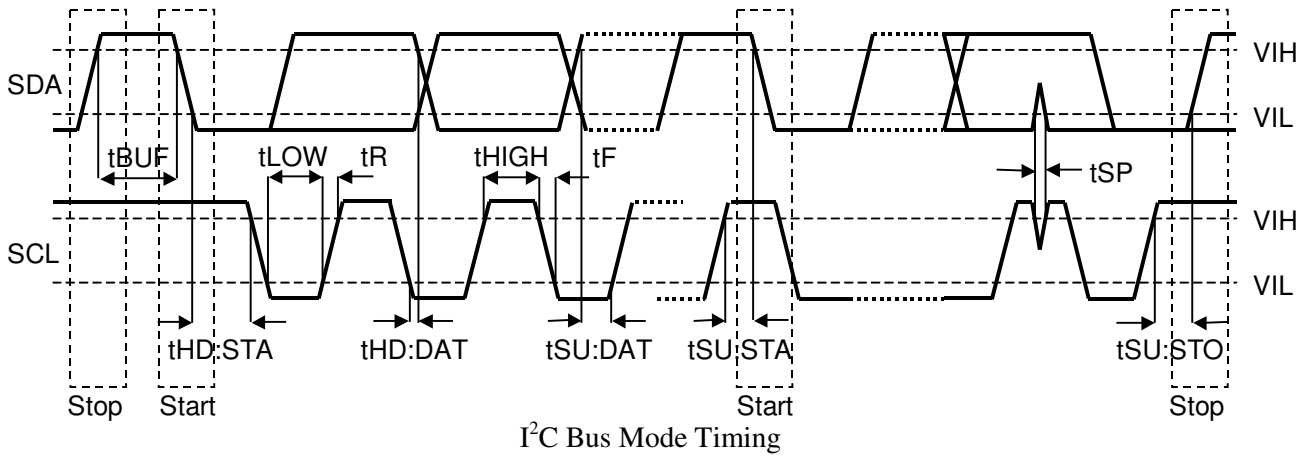 VIH
SDA
VIL
tBUF tLOW tR tHIGH tF tSP
VIH
SCL
VIL
tHD:STA tHD:DAT tSU:DAT tSU:STA tSU:STO
Stop Start Start Stop
I²C Bus Mode Timing